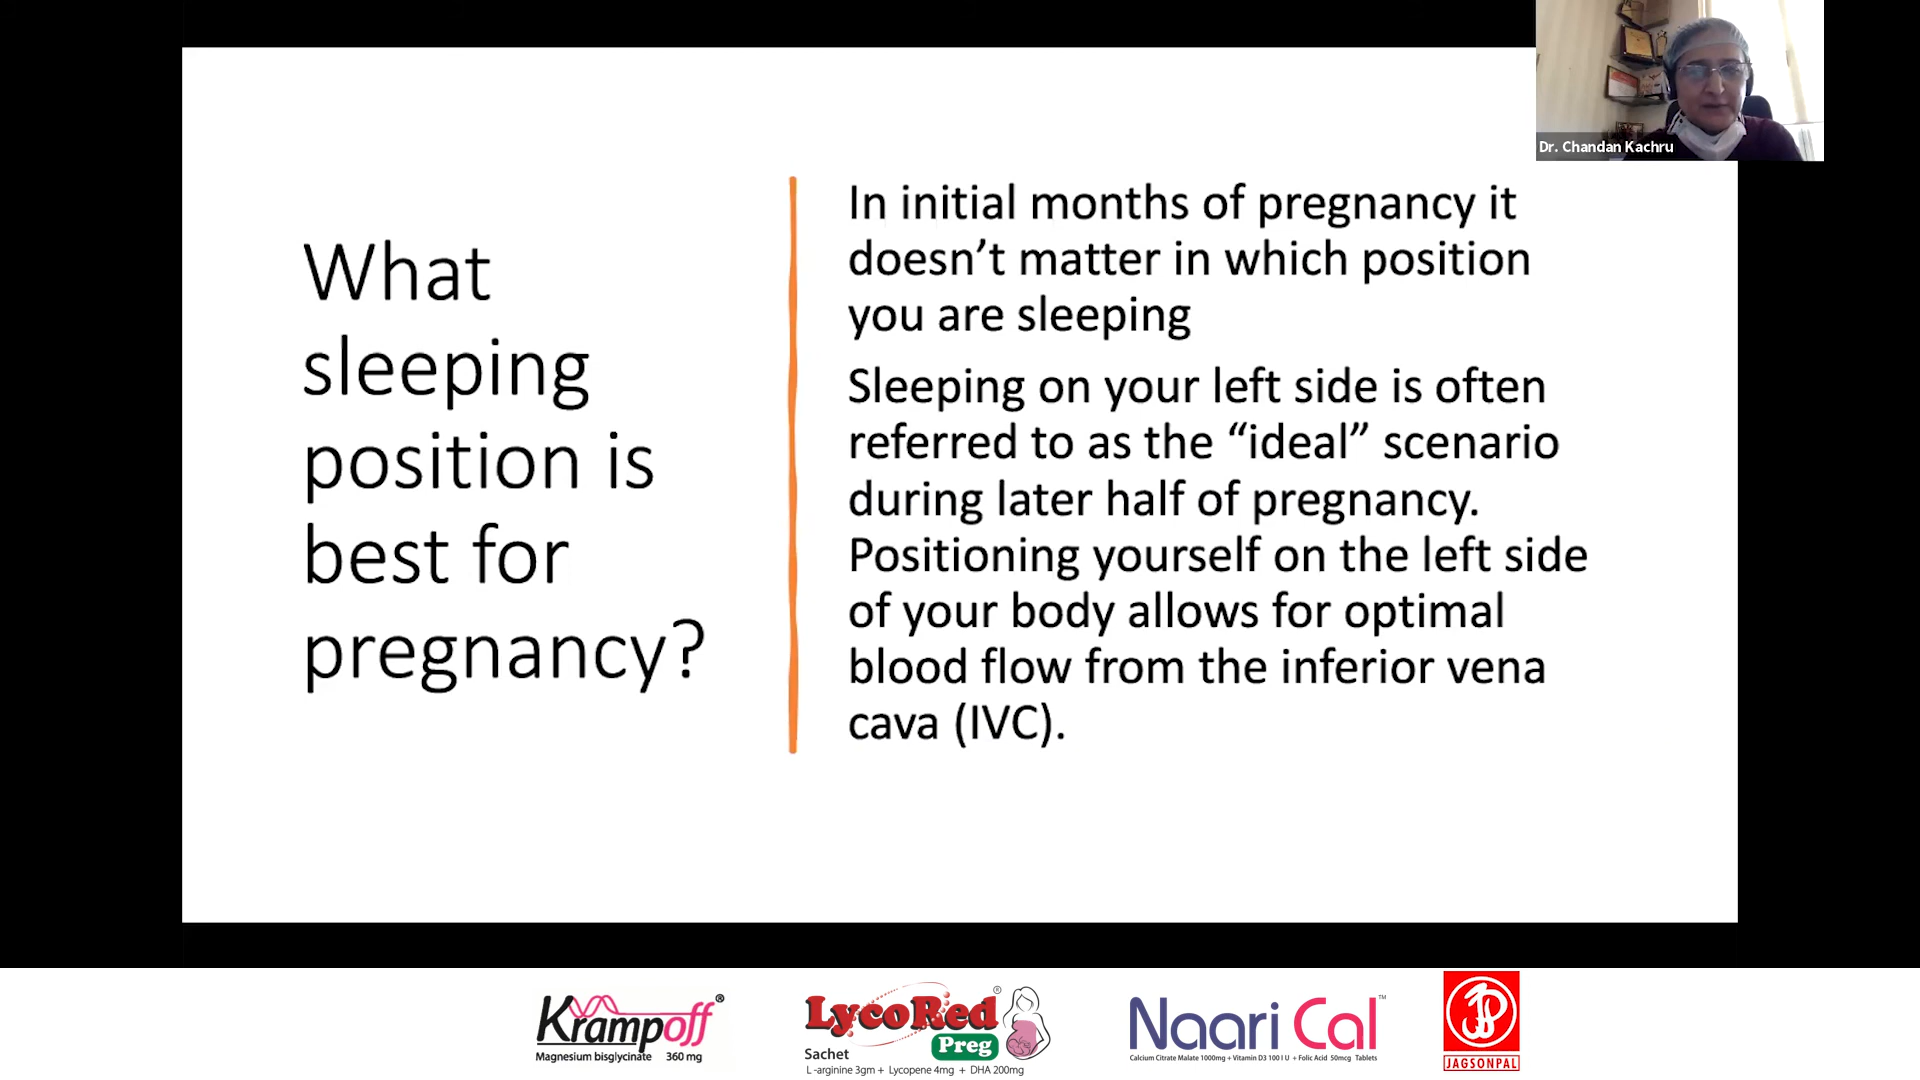 Dr. Chandan Kachru
What
sleeping
position is
best for
pregnancy?
In initial months of pregnancy it
doesn’t matter in which position
you are sleeping
Sleeping on your left side is often
referred to as the “ideal” scenario
during later half of pregnancy.
Positioning yourself on the left side
of your body allows for optimal
blood flow from the inferior vena
cava (IVC).
Krampoff®
Magnesium bisglycinate 360 mg
LycoRed®
Preg
Sachet
L-arginine 3gm + Lycopene 4mg + DHA 200mg
Naari Cal™
Calcium Citrate Malate 1000mg + Vitamin D3 100 I U + Folic Acid 50mcg Tablets
JAGSONPAL